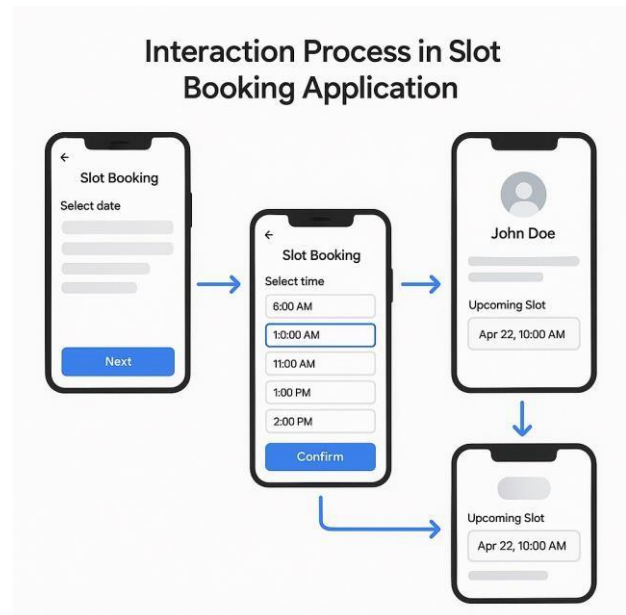 Interaction Process in Slot
Booking Application
Slot Booking
Select date
Next
Slot Booking
Select time
6:00 AM
1:0:00 AM
11:00 AM
1:00 PM
2:00 PM
Confirm
John Doe
Upcoming Slot
Apr 22, 10:00 AM
Upcoming Slot
Apr 22, 10:00 AM